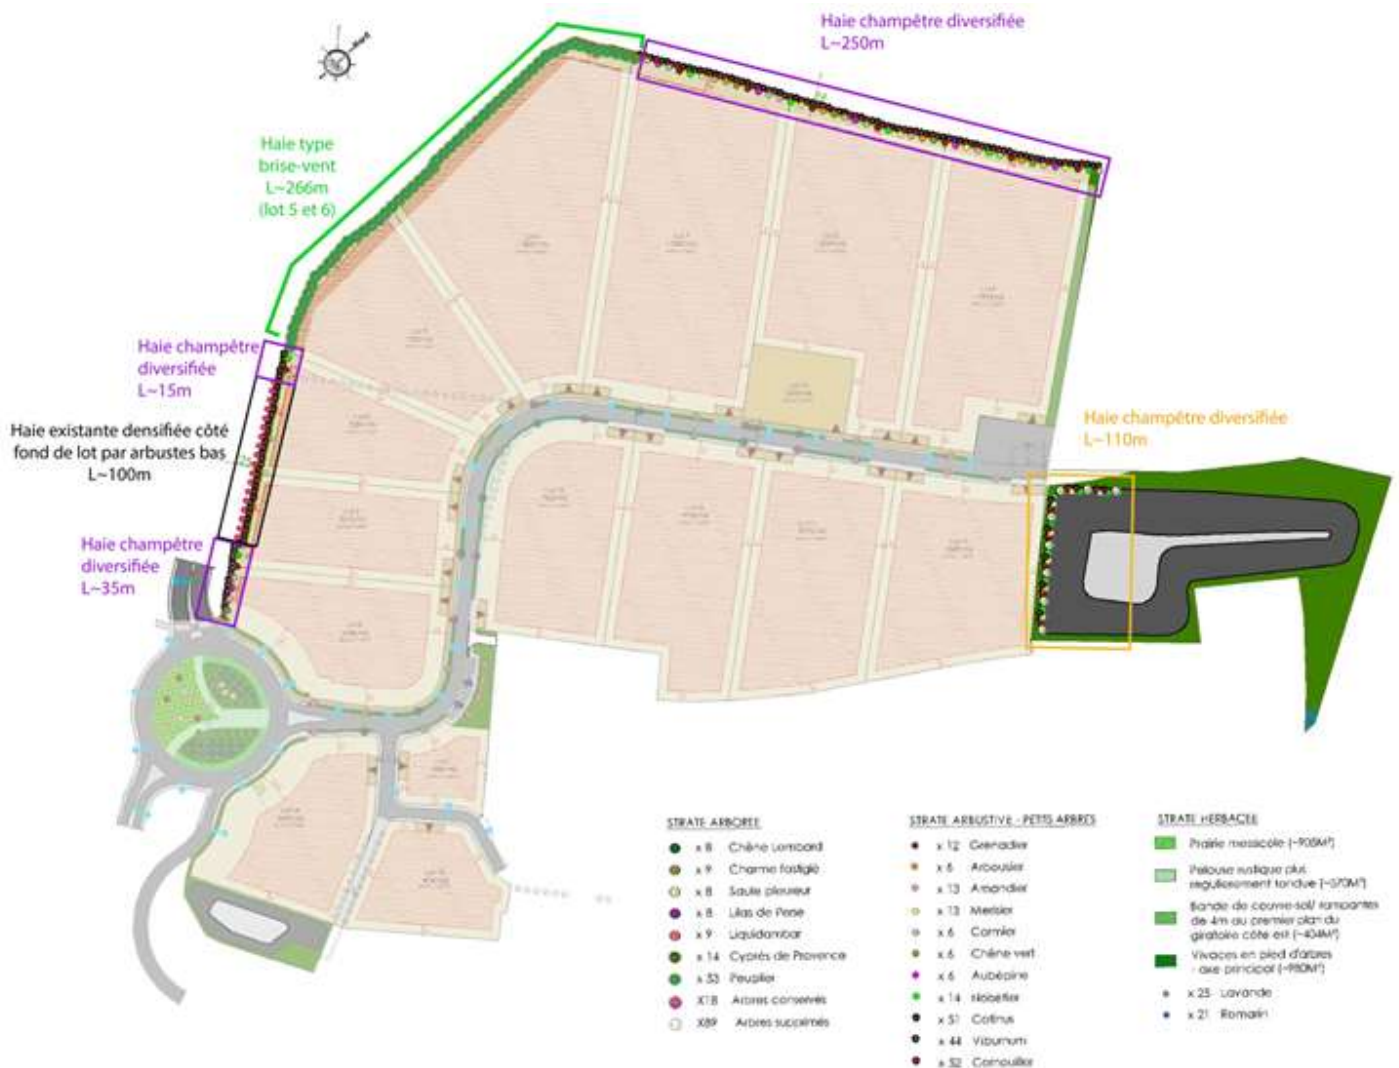 Haie champêtre diversifiée
L~250m
Haie type
brise-vent
L~266m
(lot 5 et 6)
Haie champêtre
diversifiée
L~15m
Haie existante densifiée côté
fond de lot par arbustes bas
L~100m
Haie champêtre
diversifiée
L~35m
Haie champêtre diversifiée
L~110m
STRATE ARBOREE
x 8 Chêne Lombard
x 9 Charme fastigié
x 8 Saule pleureur
x 8 Lilas de Perse
x 9 Liquidambar
x 14 Cyprès de Provence
x 33 Peuplier
X18 Arbres conservés
X89 Arbres supprimés
STRATE ARBUSTIVE - PETITS ARBRES
x 12 Grenadier
x 6 Arbousier
x 13 Amandier
x 13 Merisier
x 6 Cormier
x 6 Chêne vert
x 6 Aubépine
x 14 Noisetier
x 51 Cotinus
x 44 Viburnum
x 52 Cornouiller
STRATE HERBACEE
Prairie messicole (~905M²)
Pelouse rustique plus
régulièrement tondue (~570M²)
Bande de couvre-sol/ rampantes
de 4m au premier plan du
giratoire côté est (~404M²)
Vivaces en pied d'arbres
- axe principal (~980M²)
x 25 Lavande
x 21 Romarin